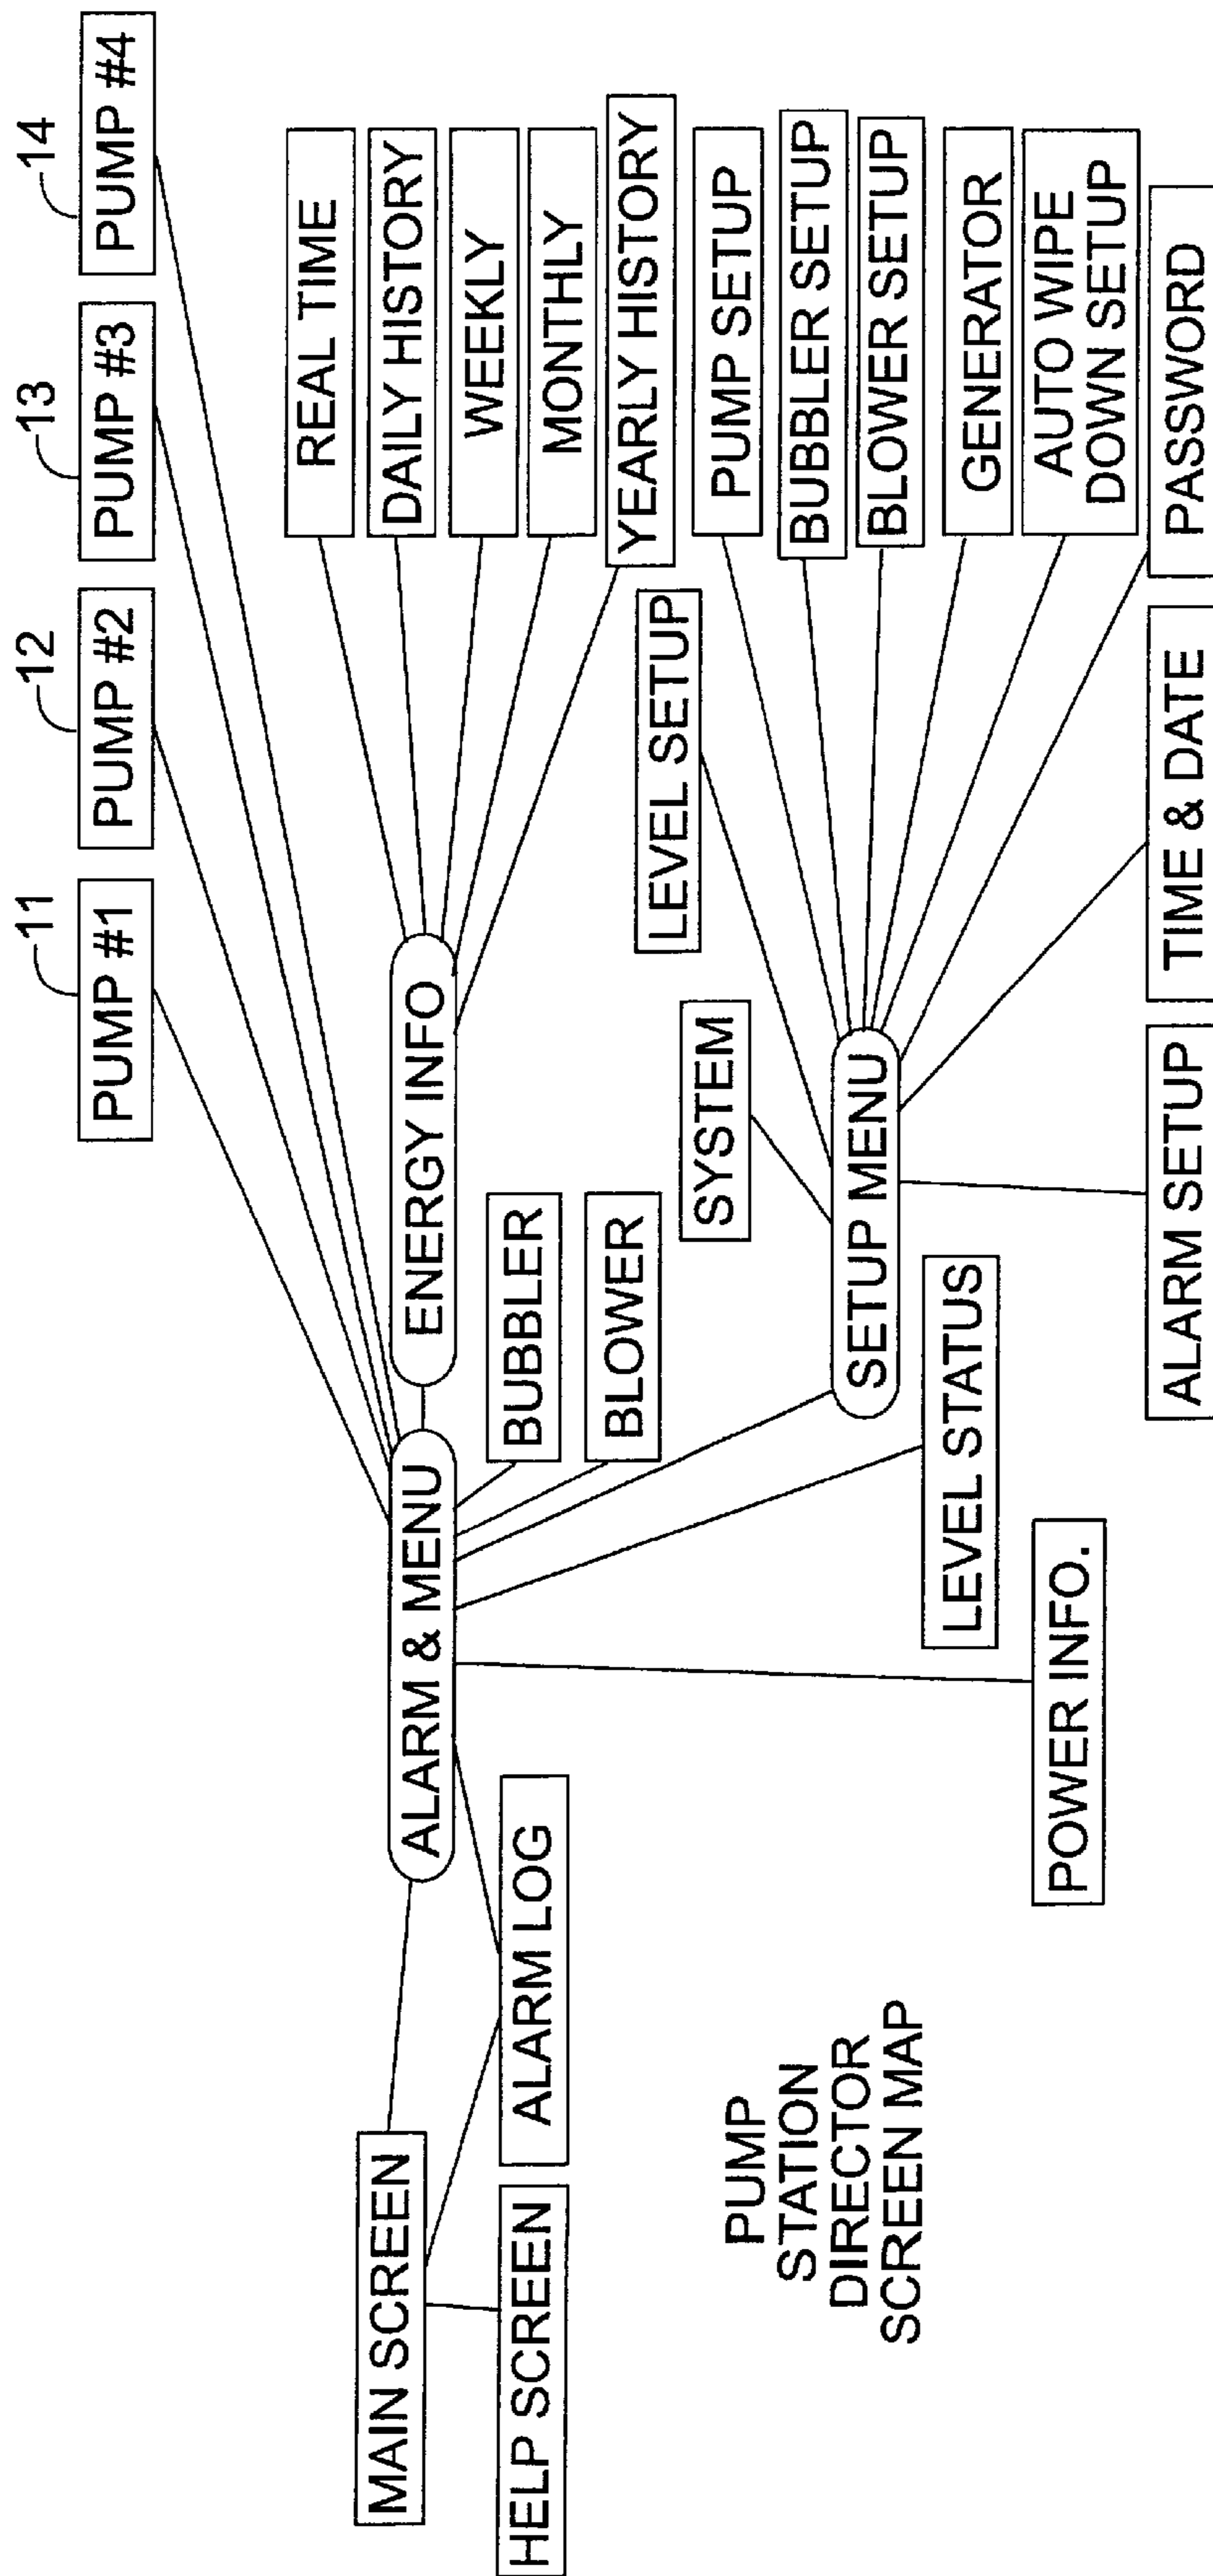 11
12
13
14
PUMP #1
PUMP #2
PUMP #3
PUMP #4
MAIN SCREEN
HELP SCREEN
ALARM LOG
ALARM & MENU
ENERGY INFO
REAL TIME
DAILY HISTORY
WEEKLY
MONTHLY
YEARLY HISTORY
BUBBLER
BLOWER
SYSTEM
LEVEL SETUP
SETUP MENU
PUMP SETUP
BUBBLER SETUP
BLOWER SETUP
GENERATOR
AUTO WIPE
DOWN SETUP
PASSWORD
TIME & DATE
ALARM SETUP
LEVEL STATUS
POWER INFO.
PUMP
STATION
DIRECTOR
SCREEN MAP